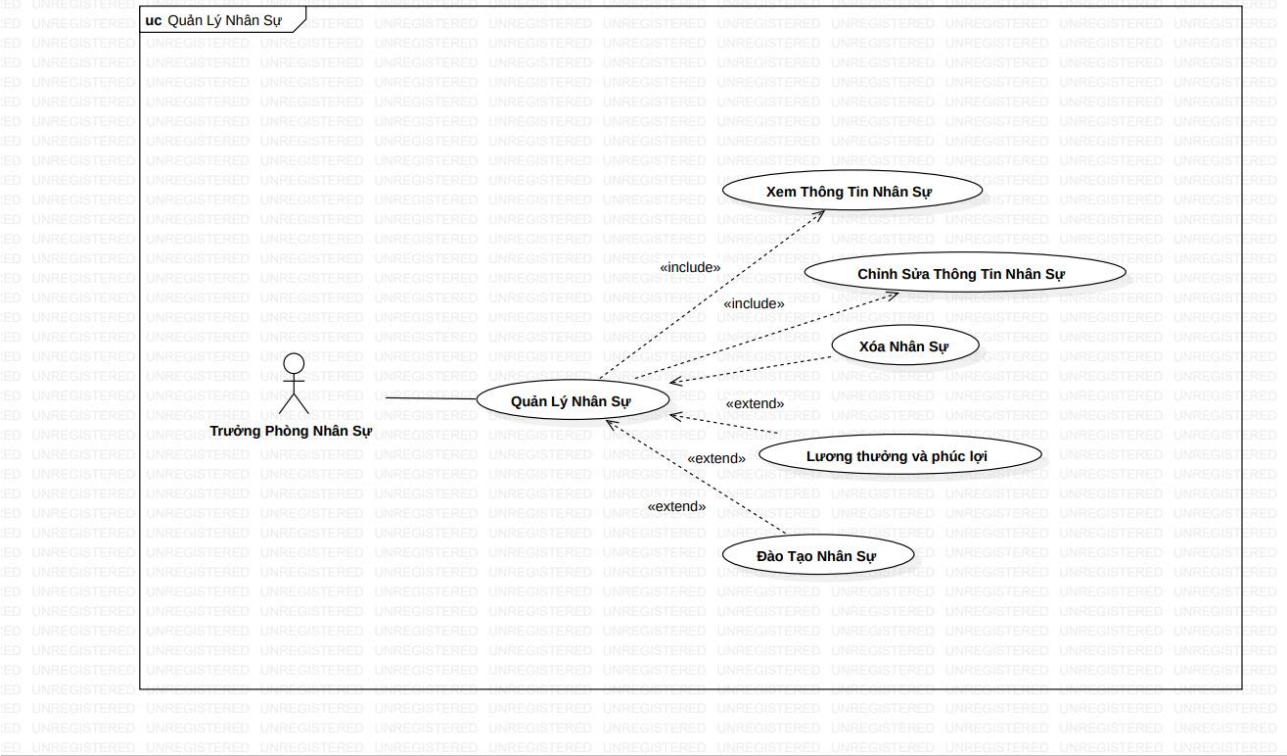 uc Quản Lý Nhân Sự
Xem Thông Tin Nhân Sự
«include»
Chỉnh Sửa Thông Tin Nhân Sự
«include»
Xóa Nhân Sự
Quản Lý Nhân Sự
«extend»
Trưởng Phòng Nhân Sự
Lương thưởng và phúc lợi
«extend»
«extend»
Đào Tạo Nhân Sự
UNREGISTERED